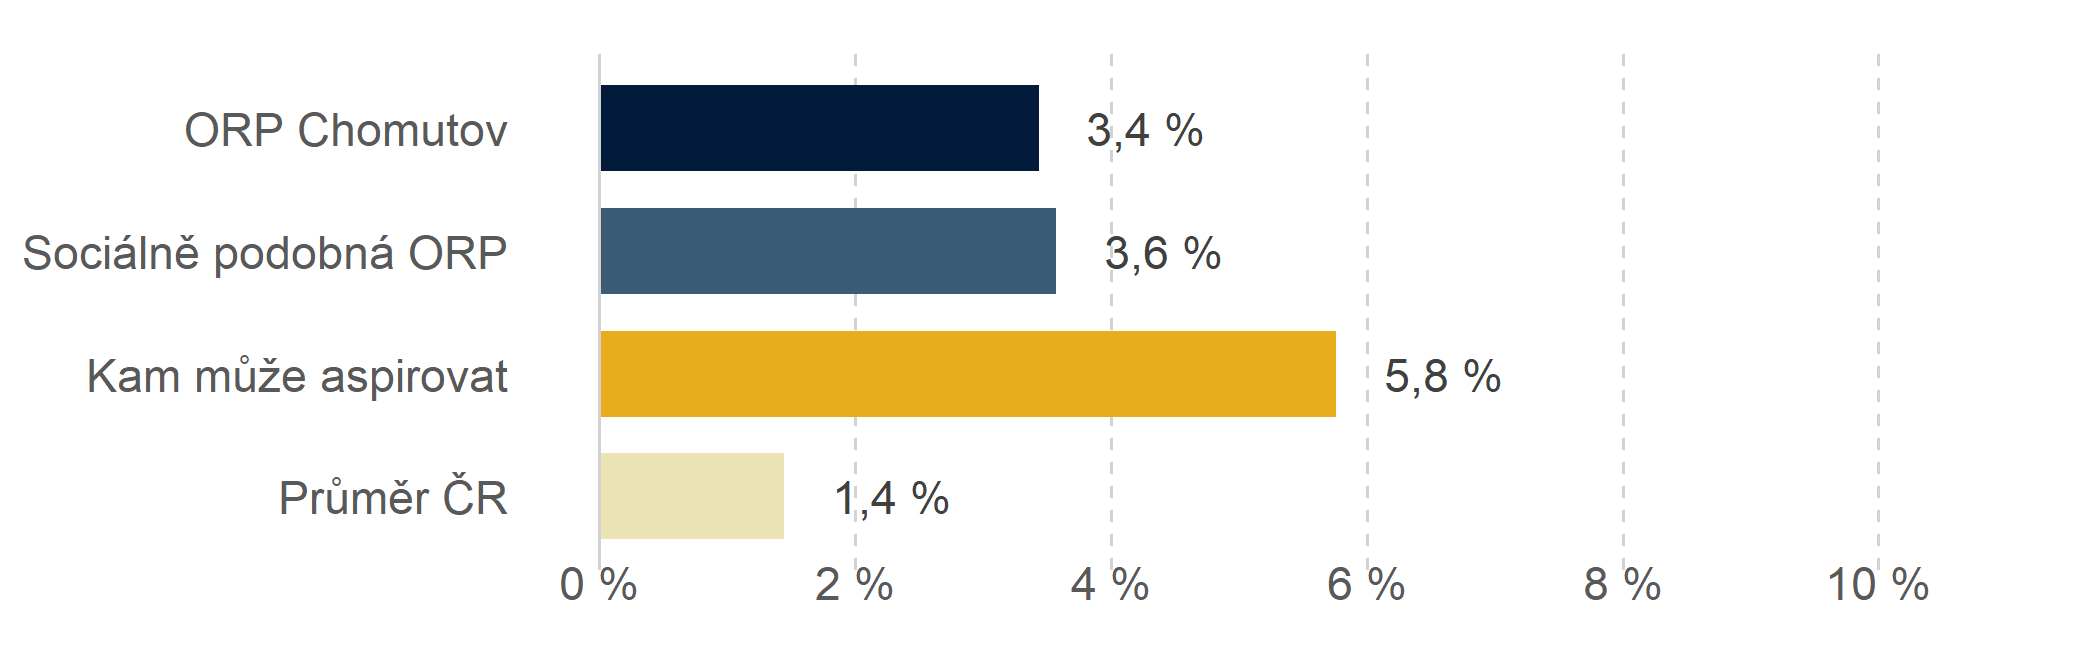 ORP Chomutov
3,4 %
Sociálně podobná ORP
3,6 %
Kam může aspirovat
5,8 %
Průměr ČR
1,4 %
0 % 2 % 4 % 6 % 8 % 10 %